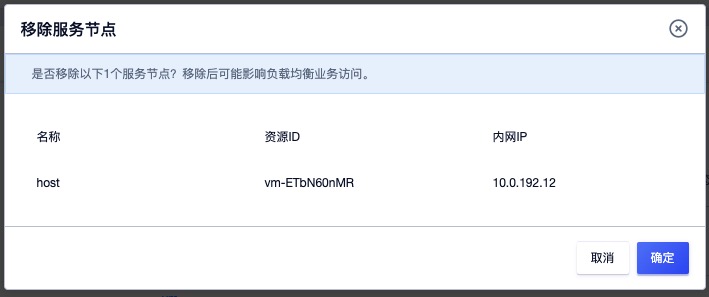 移除服务节点
是否移除以下1个服务节点？移除后可能影响负载均衡业务访问。
名称 资源ID 内网IP
host vm-ETbN60nMR 10.0.192.12
取消 确定